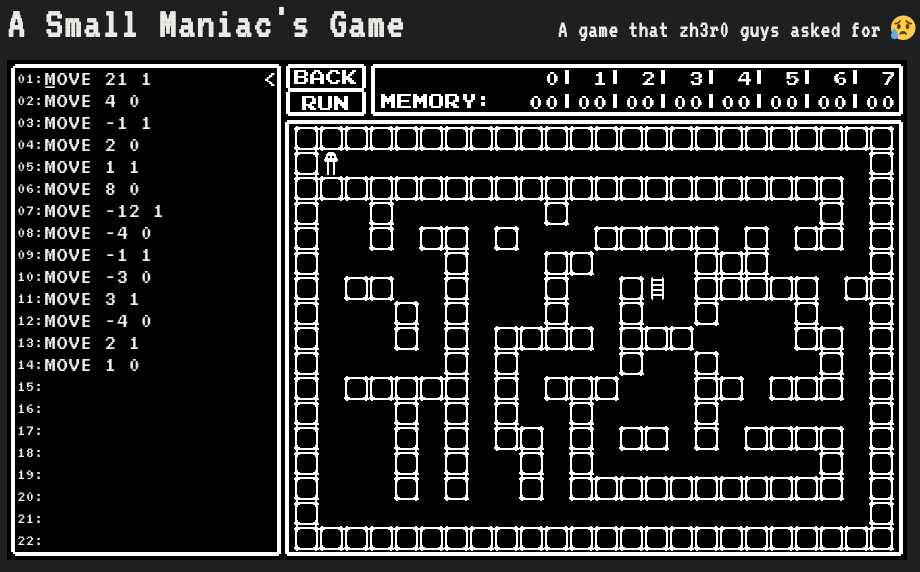 A Small Maniac's Game
A game that zh3r0 guys asked for 😥
01:MOVE 21 1 <
02:MOVE 4 0
03:MOVE -1 1
04:MOVE 2 0
05:MOVE 1 1
06:MOVE 8 0
07:MOVE -12 1
08:MOVE -4 0
09:MOVE -1 1
10:MOVE -3 0
11:MOVE 3 1
12:MOVE -4 0
13:MOVE 2 1
14:MOVE 1 0
15:
16:
17:
18:
19:
20:
21:
22:
BACK
RUN
0| 1| 2| 3| 4| 5| 6| 7
MEMORY: 00|00|00|00|00|00|00|00